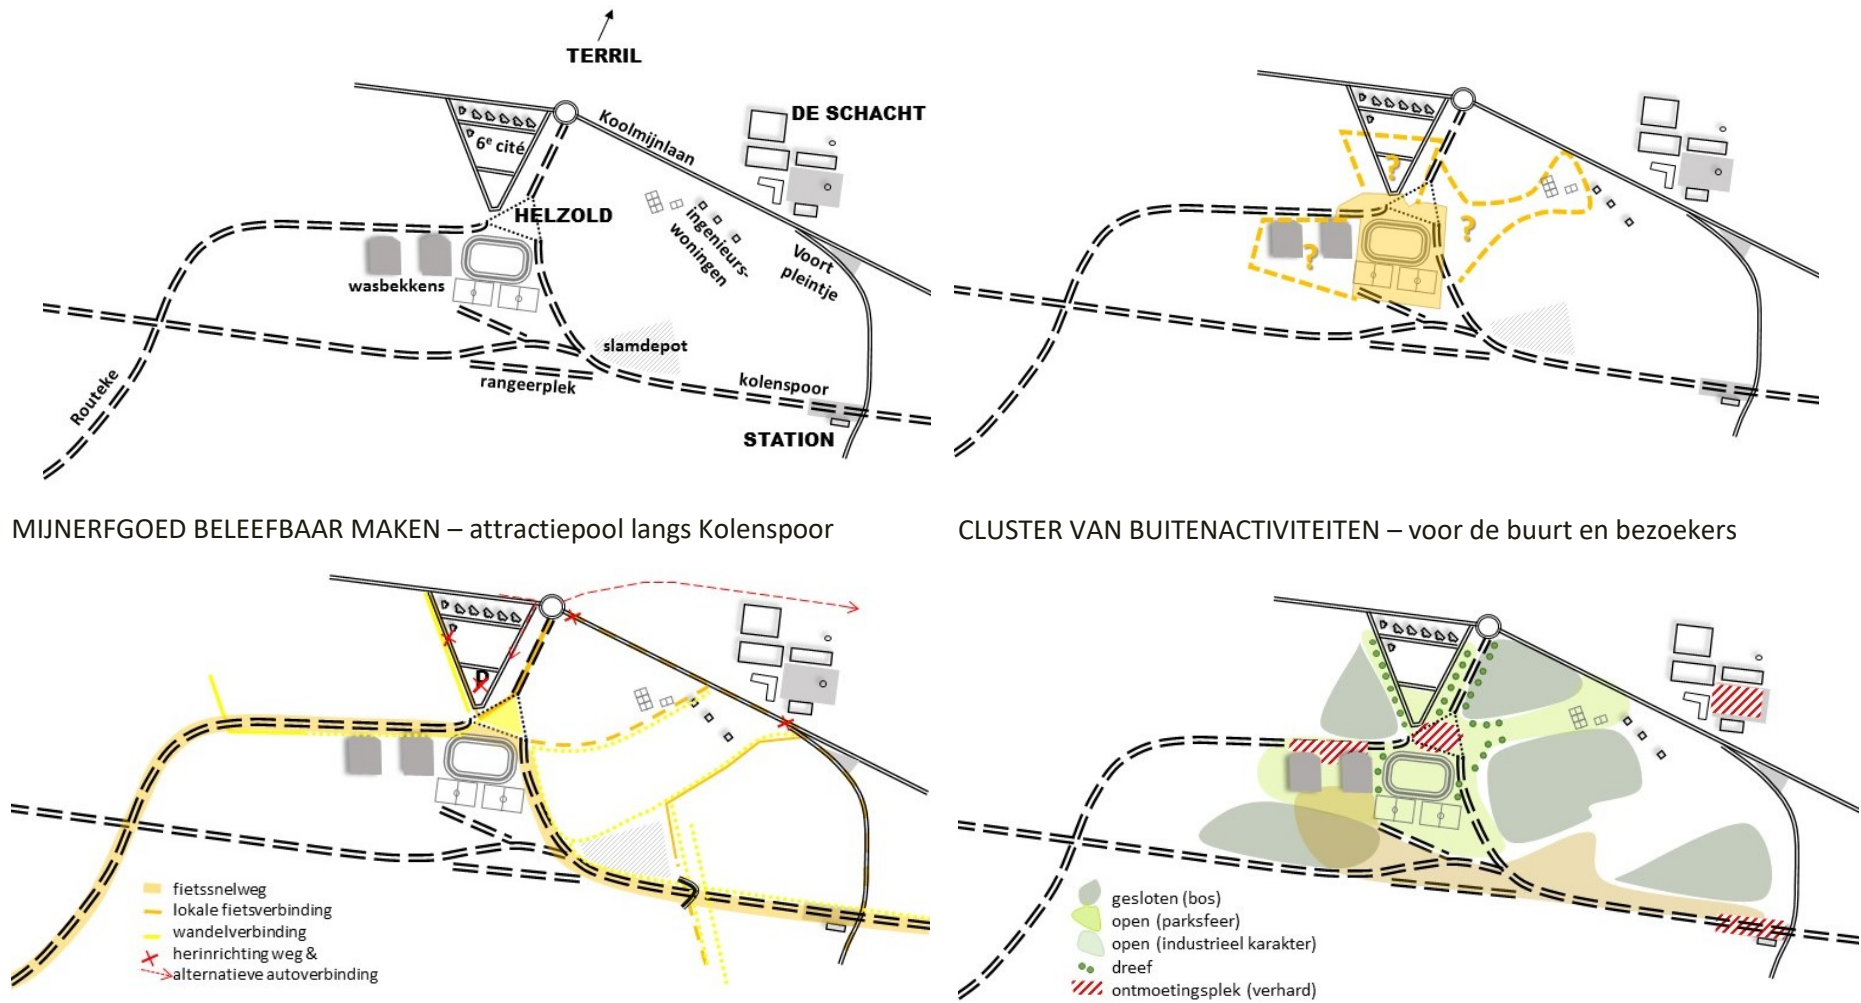 TERRIL
DE SCHACHT
Koolmijnlaan
6e cité
HELZOLD
ingenieurs-
woningen
Voort
pleintje
wasbekkens
slamdepot
rangeerplek
kolenspoor
Routeke
STATION
?
?
?
MIJNERFGOED BELEEFBAAR MAKEN – attractiepool langs Kolenspoor
CLUSTER VAN BUITENACTIVITEITEN – voor de buurt en bezoekers
P
fietssnelweg
lokale fietsverbinding
wandelverbinding
herinrichting weg &
alternatieve autoverbinding
gesloten (bos)
open (parksfeer)
open (industrieel karakter)
dreef
ontmoetingsplek (verhard)